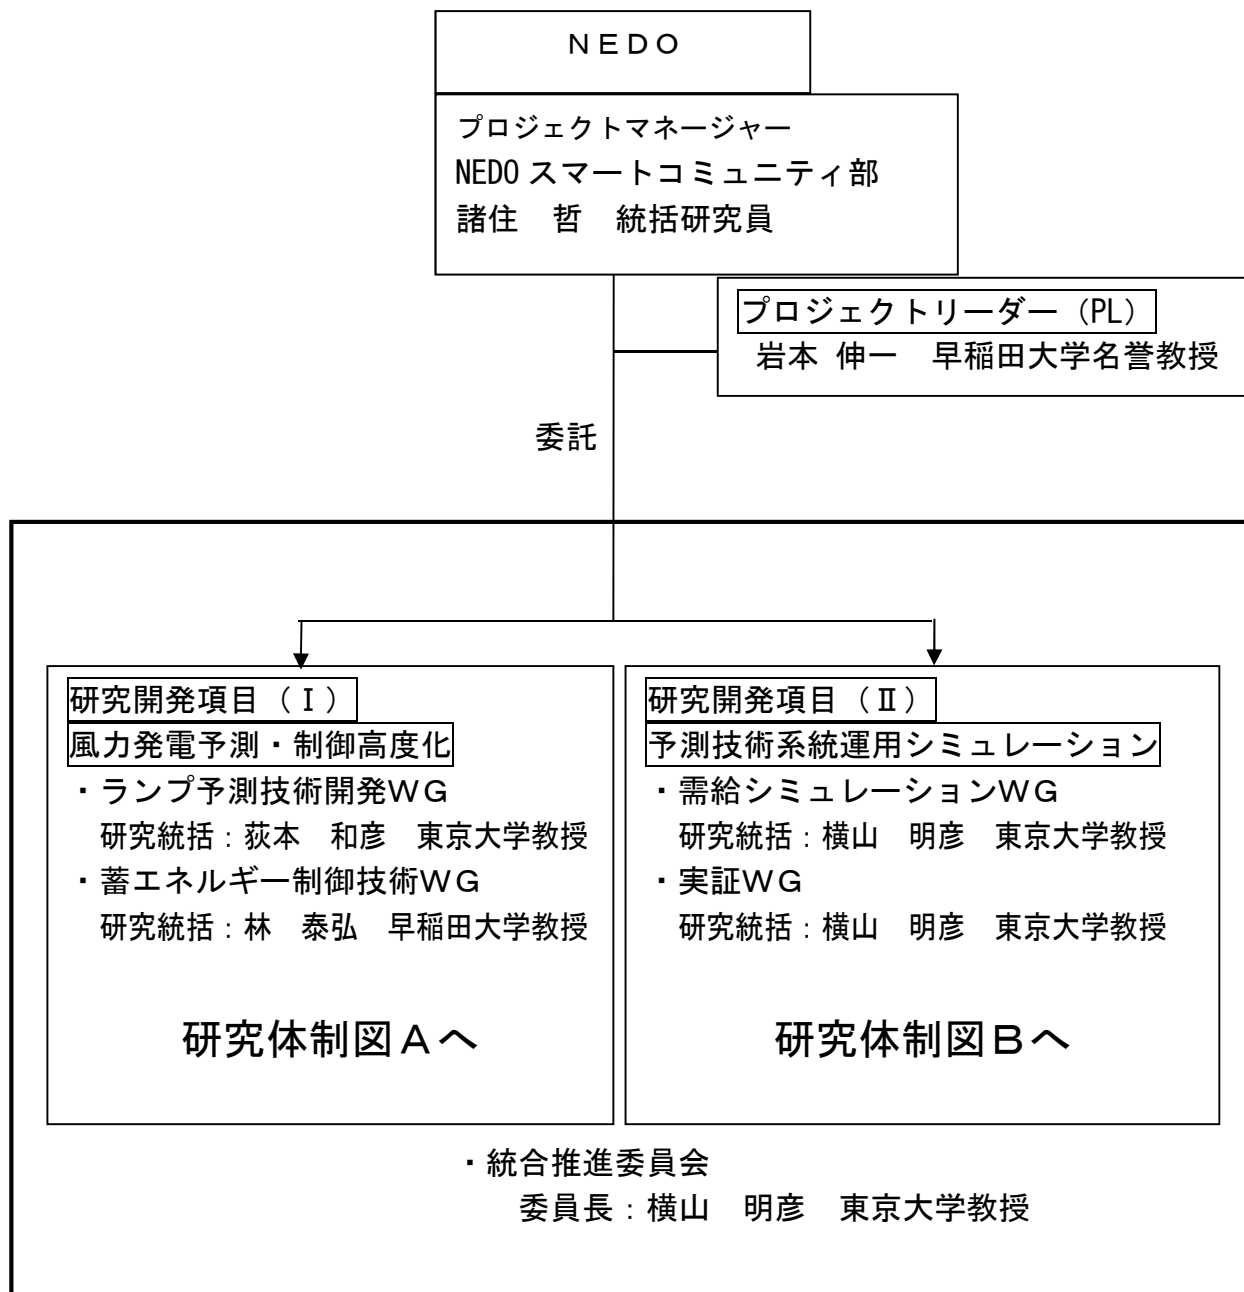 ＮＥＤＯ
プロジェクトマネージャー
NEDO スマートコミュニティ部
諸住　哲　統括研究員
プロジェクトリーダー（PL）
岩本 伸一　早稲田大学名誉教授
委託
研究開発項目（Ⅰ）
風力発電予測・制御高度化
・ランプ予測技術開発ＷＧ
研究統括：荻本　和彦　東京大学教授
・蓄エネルギー制御技術ＷＧ
研究統括：林　泰弘　早稲田大学教授
研究体制図Ａへ
研究開発項目（Ⅱ）
予測技術系統運用シミュレーション
・需給シミュレーションＷＧ
研究統括：横山　明彦　東京大学教授
・実証ＷＧ
研究統括：横山　明彦　東京大学教授
研究体制図Ｂへ
・統合推進委員会
委員長：横山　明彦　東京大学教授